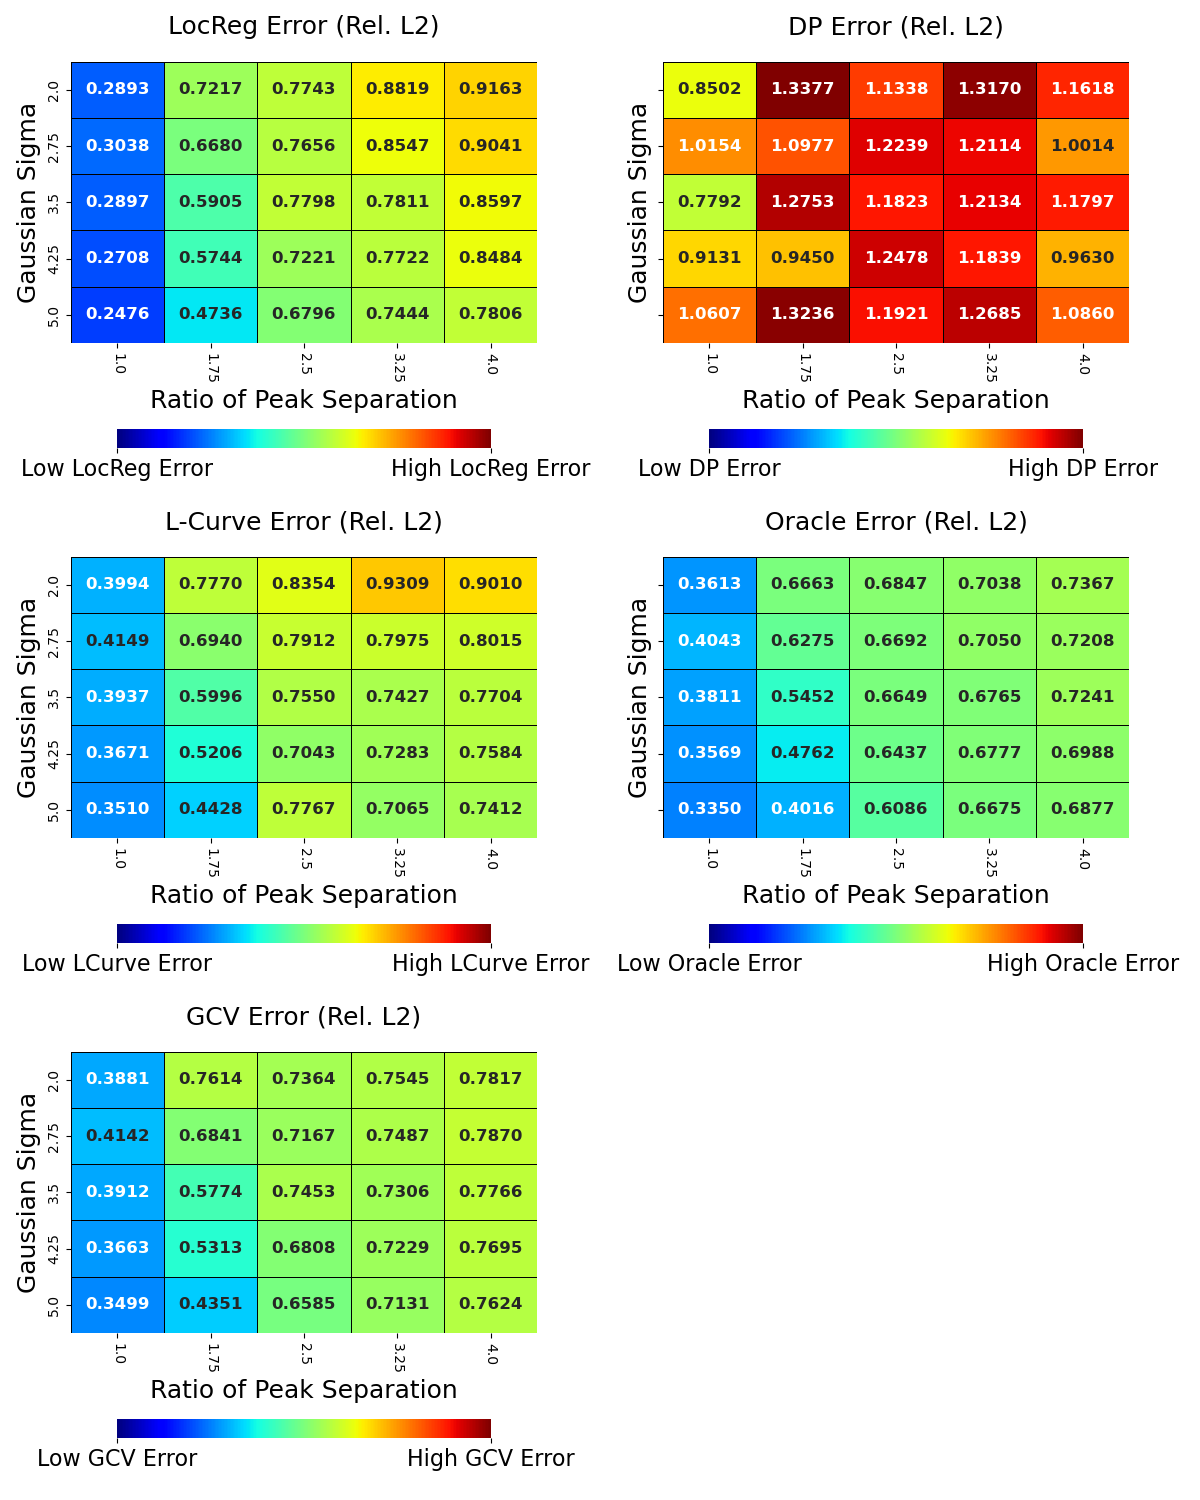 LocReg Error (Rel. L2)
Gaussian Sigma
2.0 0.2893 0.7217 0.7743 0.8819 0.9163
2.75 0.3038 0.6680 0.7656 0.8547 0.9041
3.5 0.2897 0.5905 0.7798 0.7811 0.8597
4.25 0.2708 0.5744 0.7221 0.7722 0.8484
5.0 0.2476 0.4736 0.6796 0.7444 0.7806
1.0 1.75 2.5 3.25 4.0
Ratio of Peak Separation
Low LocReg Error High LocReg Error
DP Error (Rel. L2)
Gaussian Sigma
0.8502 1.3377 1.1338 1.3170 1.1618
1.0154 1.0977 1.2239 1.2114 1.0014
0.7792 1.2753 1.1823 1.2134 1.1797
0.9131 0.9450 1.2478 1.1839 0.9630
1.0607 1.3236 1.1921 1.2685 1.0860
1.0 1.75 2.5 3.25 4.0
Ratio of Peak Separation
Low DP Error High DP Error
L-Curve Error (Rel. L2)
Gaussian Sigma
2.0 0.3994 0.7770 0.8354 0.9309 0.9010
2.75 0.4149 0.6940 0.7912 0.7975 0.8015
3.5 0.3937 0.5996 0.7550 0.7427 0.7704
4.25 0.3671 0.5206 0.7043 0.7283 0.7584
5.0 0.3510 0.4428 0.7767 0.7065 0.7412
1.0 1.75 2.5 3.25 4.0
Ratio of Peak Separation
Low LCurve Error High LCurve Error
Oracle Error (Rel. L2)
Gaussian Sigma
0.3613 0.6663 0.6847 0.7038 0.7367
0.4043 0.6275 0.6692 0.7050 0.7208
0.3811 0.5452 0.6649 0.6765 0.7241
0.3569 0.4762 0.6437 0.6777 0.6988
0.3350 0.4016 0.6086 0.6675 0.6877
1.0 1.75 2.5 3.25 4.0
Ratio of Peak Separation
Low Oracle Error High Oracle Error
GCV Error (Rel. L2)
Gaussian Sigma
2.0 0.3881 0.7614 0.7364 0.7545 0.7817
2.75 0.4142 0.6841 0.7167 0.7487 0.7870
3.5 0.3912 0.5774 0.7453 0.7306 0.7766
4.25 0.3663 0.5313 0.6808 0.7229 0.7695
5.0 0.3499 0.4351 0.6585 0.7131 0.7624
1.0 1.75 2.5 3.25 4.0
Ratio of Peak Separation
Low GCV Error High GCV Error